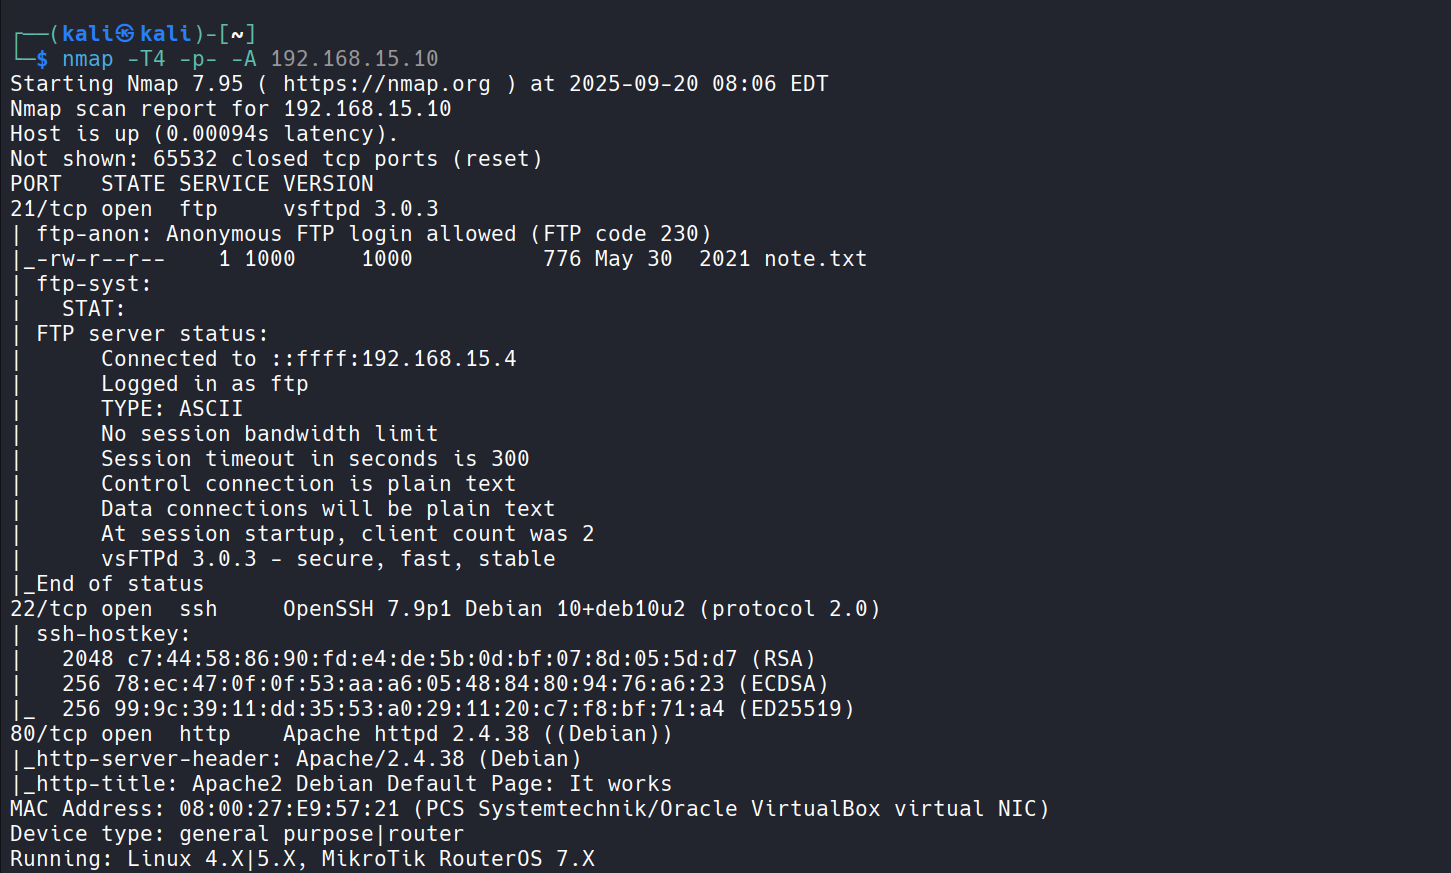 ┌──(kali㉿kali)-[~]
└─$ nmap -T4 -p- -A 192.168.15.10
Starting Nmap 7.95 ( https://nmap.org ) at 2025-09-20 08:06 EDT
Nmap scan report for 192.168.15.10
Host is up (0.00094s latency).
Not shown: 65532 closed tcp ports (reset)
PORT   STATE SERVICE VERSION
21/tcp open  ftp     vsftpd 3.0.3
| ftp-anon: Anonymous FTP login allowed (FTP code 230)
|_-rw-r--r--    1 1000     1000          776 May 30  2021 note.txt
| ftp-syst:
|   STAT:
| FTP server status:
|      Connected to ::ffff:192.168.15.4
|      Logged in as ftp
|      TYPE: ASCII
|      No session bandwidth limit
|      Session timeout in seconds is 300
|      Control connection is plain text
|      Data connections will be plain text
|      At session startup, client count was 2
|      vsFTPd 3.0.3 - secure, fast, stable
|_End of status
22/tcp open  ssh     OpenSSH 7.9p1 Debian 10+deb10u2 (protocol 2.0)
| ssh-hostkey:
|   2048 c7:44:58:86:90:fd:e4:de:5b:0d:bf:07:8d:05:5d:d7 (RSA)
|   256 78:ec:47:0f:0f:53:aa:a6:05:48:84:80:94:76:a6:23 (ECDSA)
|_  256 99:9c:39:11:dd:35:53:a0:29:11:20:c7:f8:bf:71:a4 (ED25519)
80/tcp open  http    Apache httpd 2.4.38 ((Debian))
|_http-server-header: Apache/2.4.38 (Debian)
|_http-title: Apache2 Debian Default Page: It works
MAC Address: 08:00:27:E9:57:21 (PCS Systemtechnik/Oracle VirtualBox virtual NIC)
Device type: general purpose|router
Running: Linux 4.X|5.X, MikroTik RouterOS 7.X